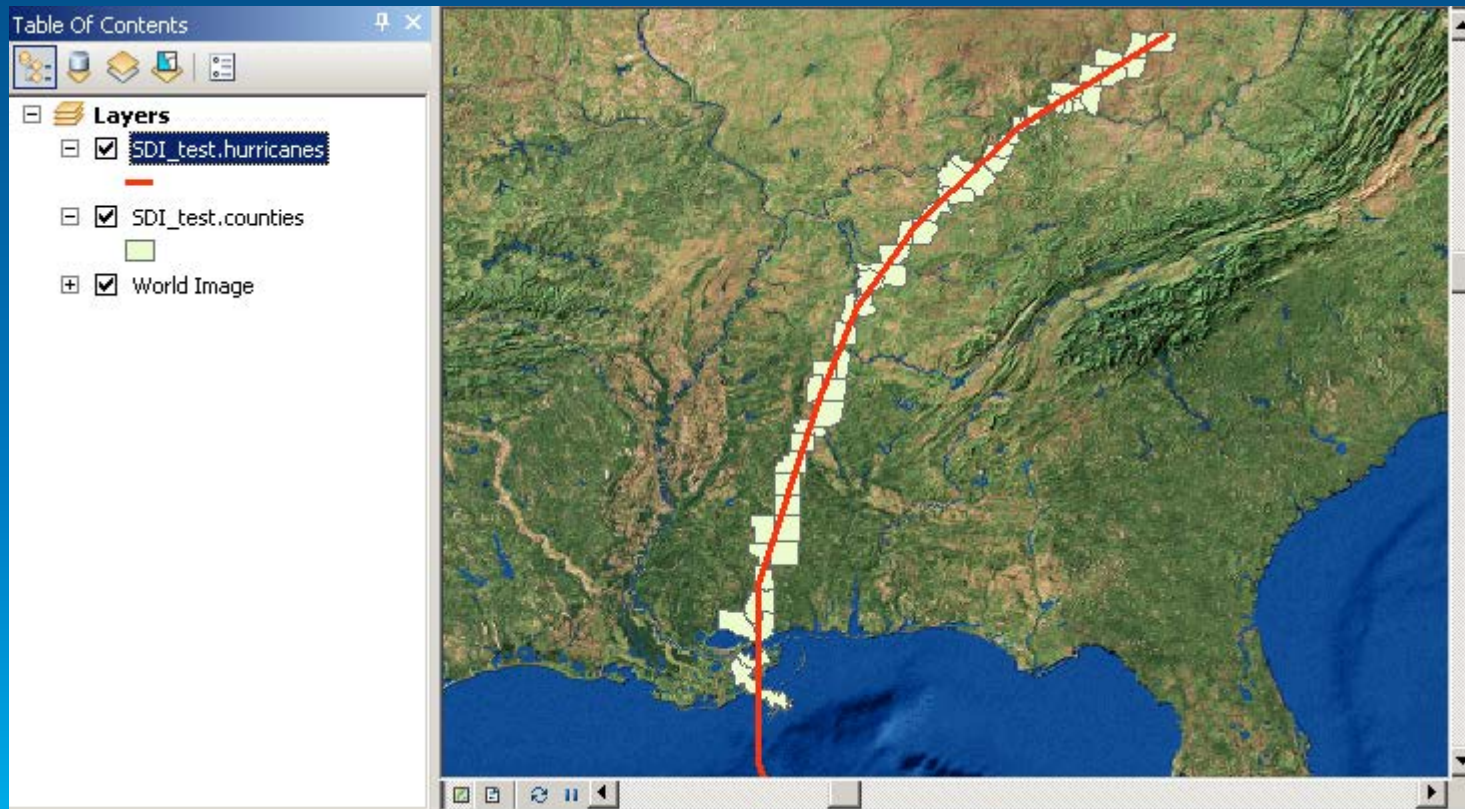 Table Of Contents
Layers
SDI_test.hurricanes
SDI_test.counties
World Image